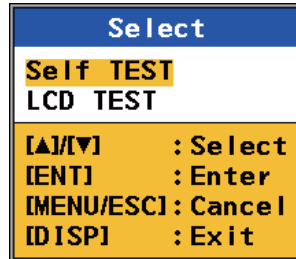 Select
Self TEST
LCD TEST
[▲]/[▼] :Select
[ENT] :Enter
[MENU/ESC]:Cancel
[DISP] :Exit